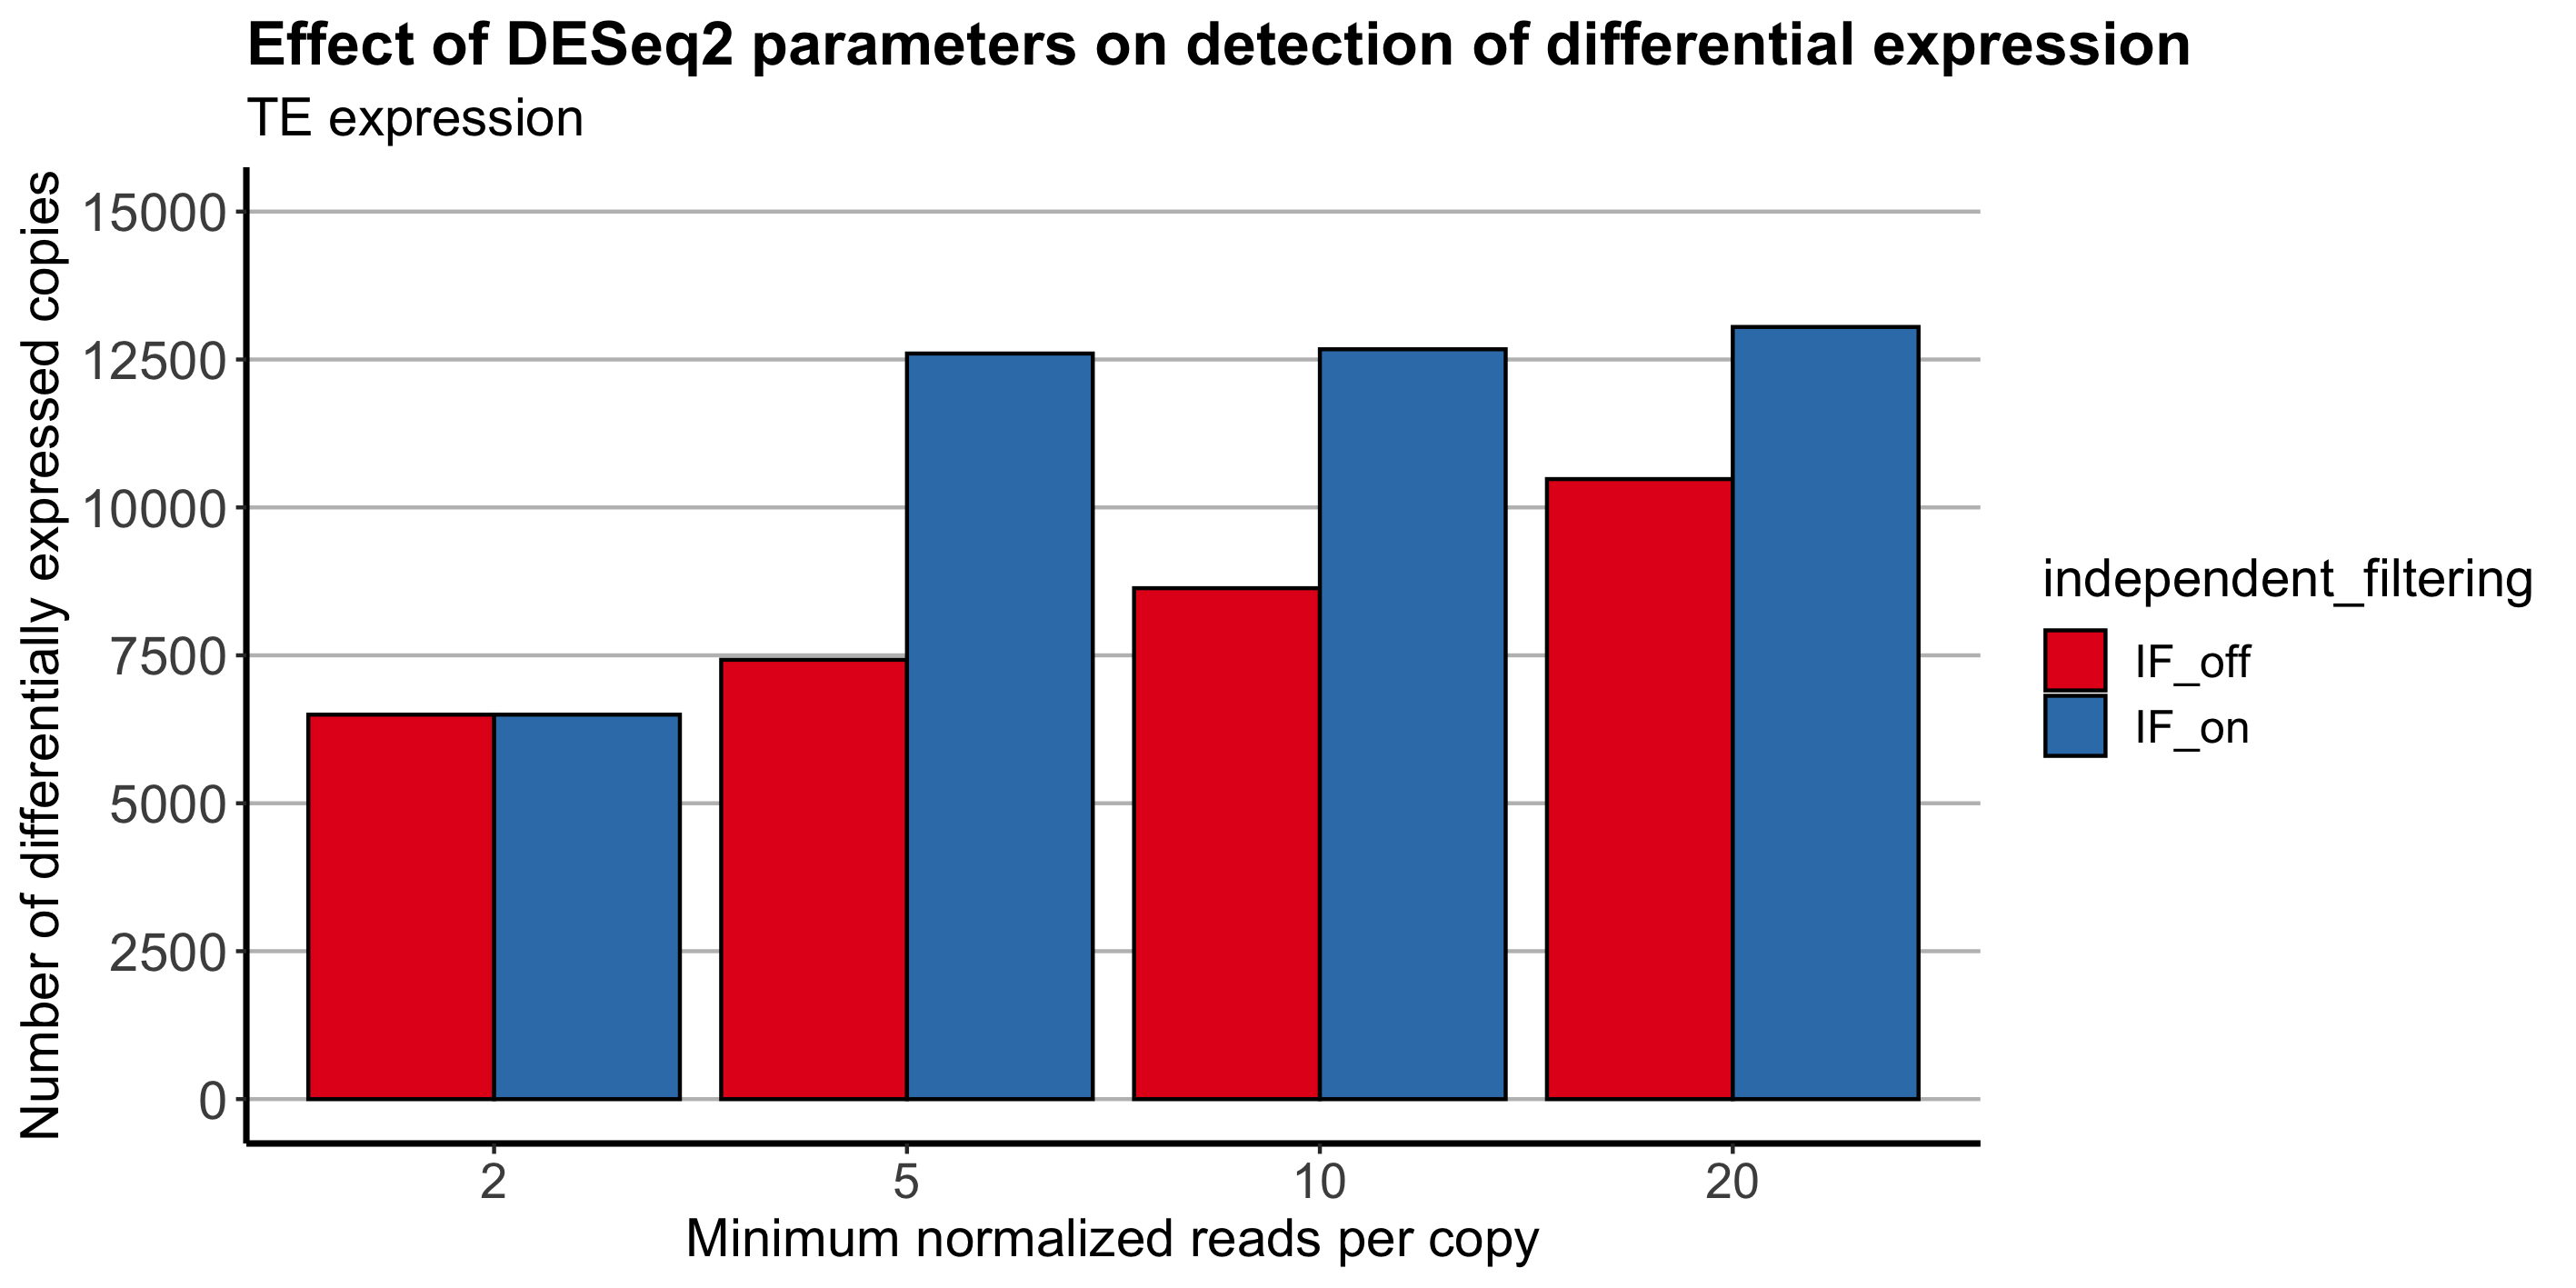 Effect of DESeq2 parameters on detection of differential expression
TE expression
Number of differentially expressed copies
15000
12500
10000
7500
5000
2500
0
2
5
10
20
Minimum normalized reads per copy
independent_filtering
IF_off
IF_on